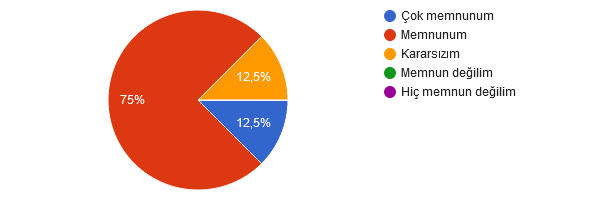 Çok memnunum
Memnunum
Kararsızım
Memnun değilim
Hiç memnun değilim
75%
12,5%
12,5%